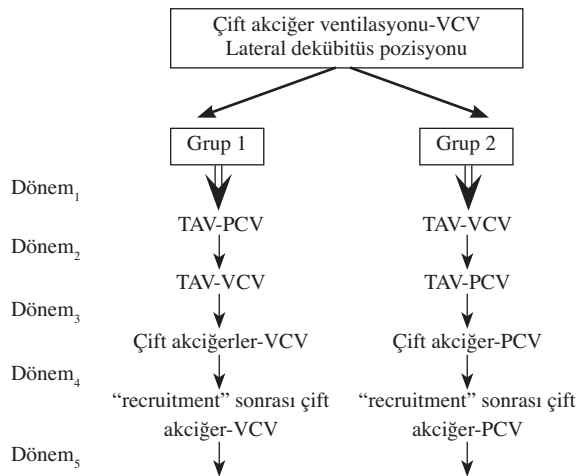 Çift akciğer ventilasyonu-VCV
Lateral dekübitüs pozisyonu
Grup 1
Grup 2
Dönem₁
TAV-PCV
TAV-VCV
Dönem₂
TAV-VCV
TAV-PCV
Dönem₃
Çift akciğerler-VCV
Çift akciğer-PCV
Dönem₄
“recruitment” sonrası çift
akciğer-VCV
“recruitment” sonrası çift
akciğer-PCV
Dönem₅